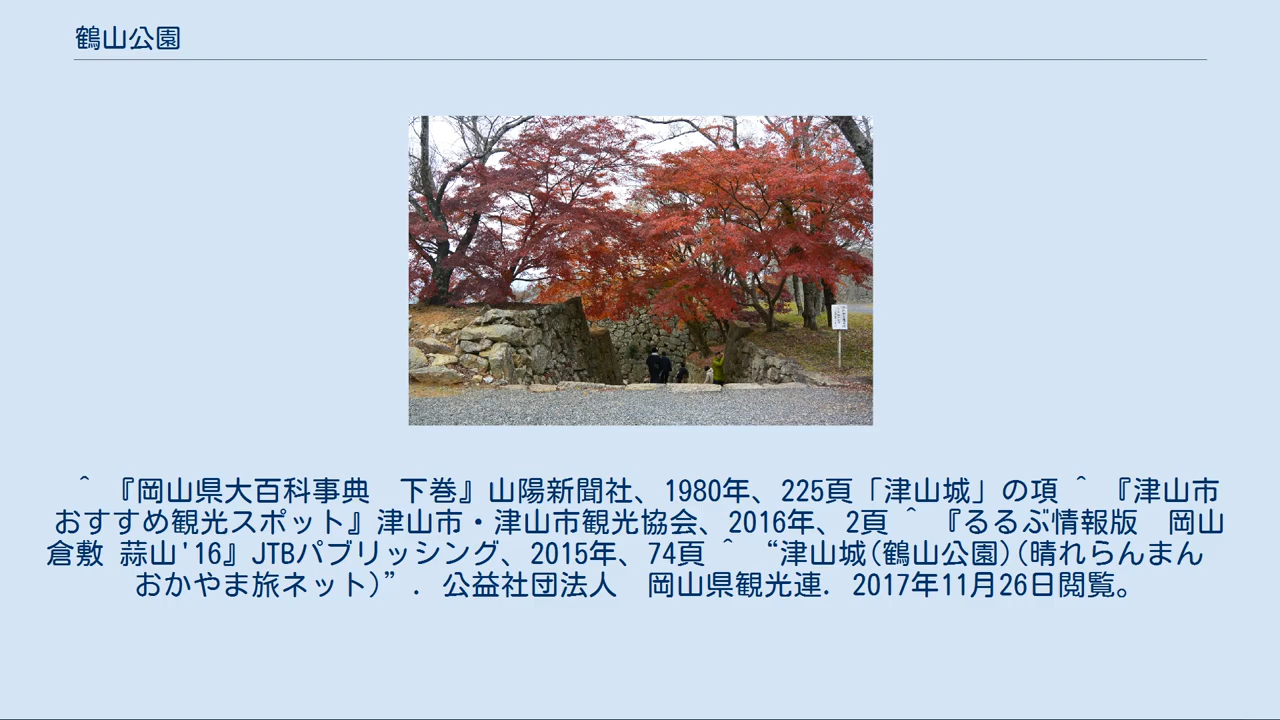 鶴山公園
＾ 『岡山県大百科事典　下巻』山陽新聞社、1980年、225頁「津山城」の項 ＾ 『津山市
おすすめ観光スポット』津山市・津山市観光協会、2016年、2頁 ＾ 『るるぶ情報版　岡山
倉敷 蒜山'16』JTBパブリッシング、2015年、74頁 ＾ “津山城(鶴山公園)(晴れらんまん
おかやま旅ネット)”. 公益社団法人　岡山県観光連. 2017年11月26日閲覧。